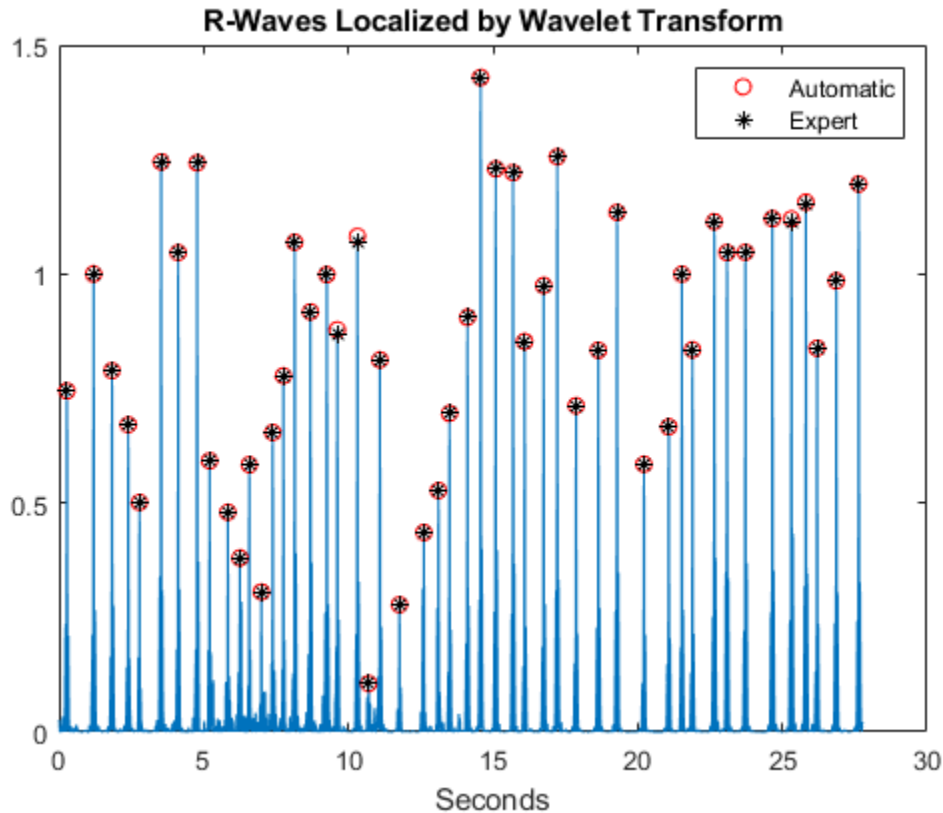 R-Waves Localized by Wavelet Transform
1.5
Automatic
Expert
1
0.5
0
0 5 10 15 20 25 30
Seconds